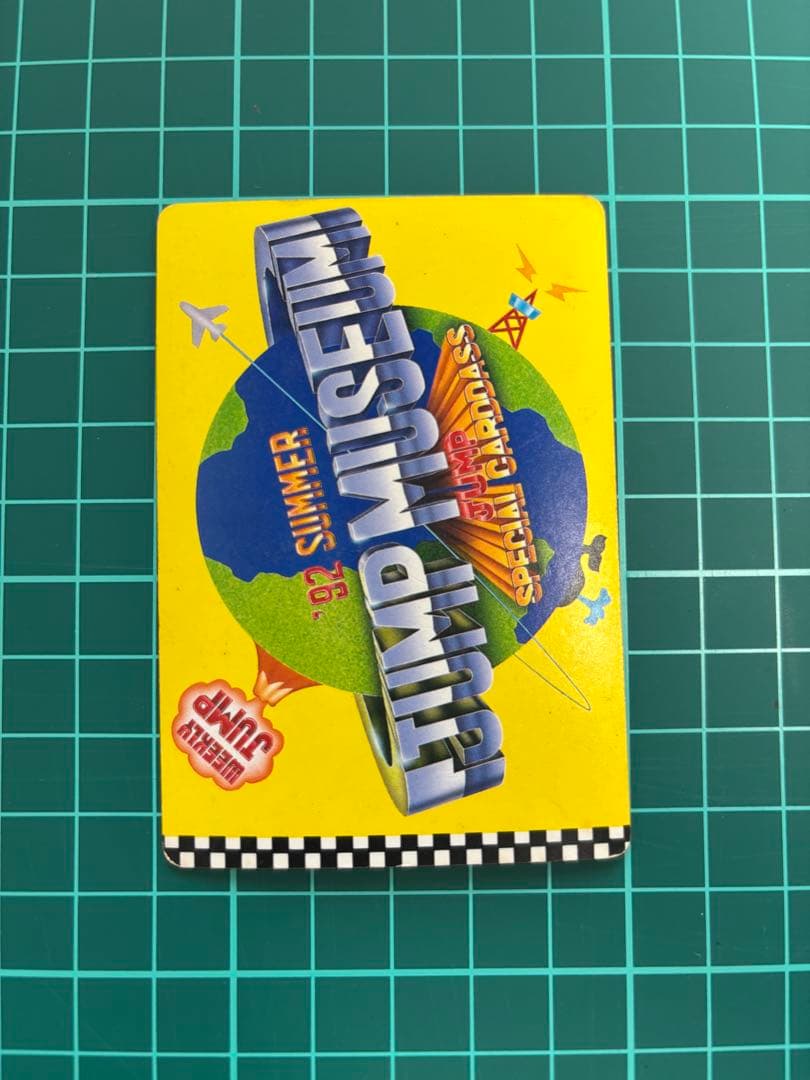 '92 SUMMER
JUMP MUSEUM
JUMP
SPECIAL CARDDASS
WEEKLY
JUMP